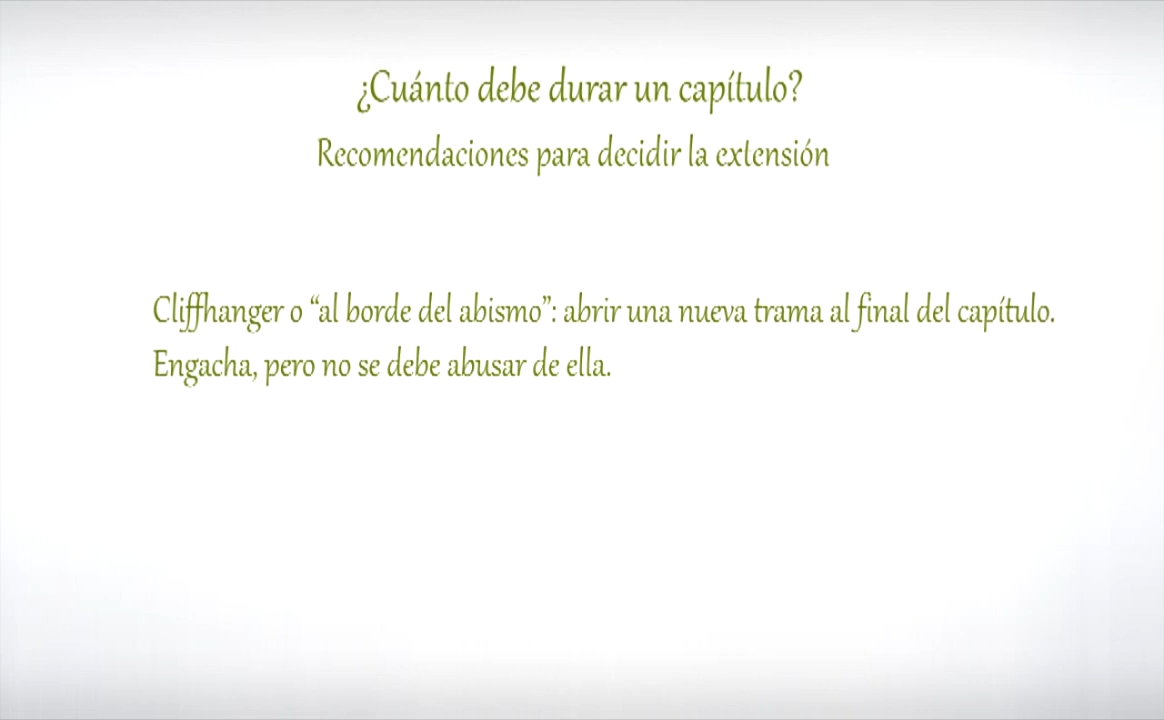 ¿Cuánto debe durar un capítulo?
Recomendaciones para decidir la extensión
Cliffhanger o “al borde del abismo”: abrir una nueva trama al final del capítulo.
Engacha, pero no se debe abusar de ella.